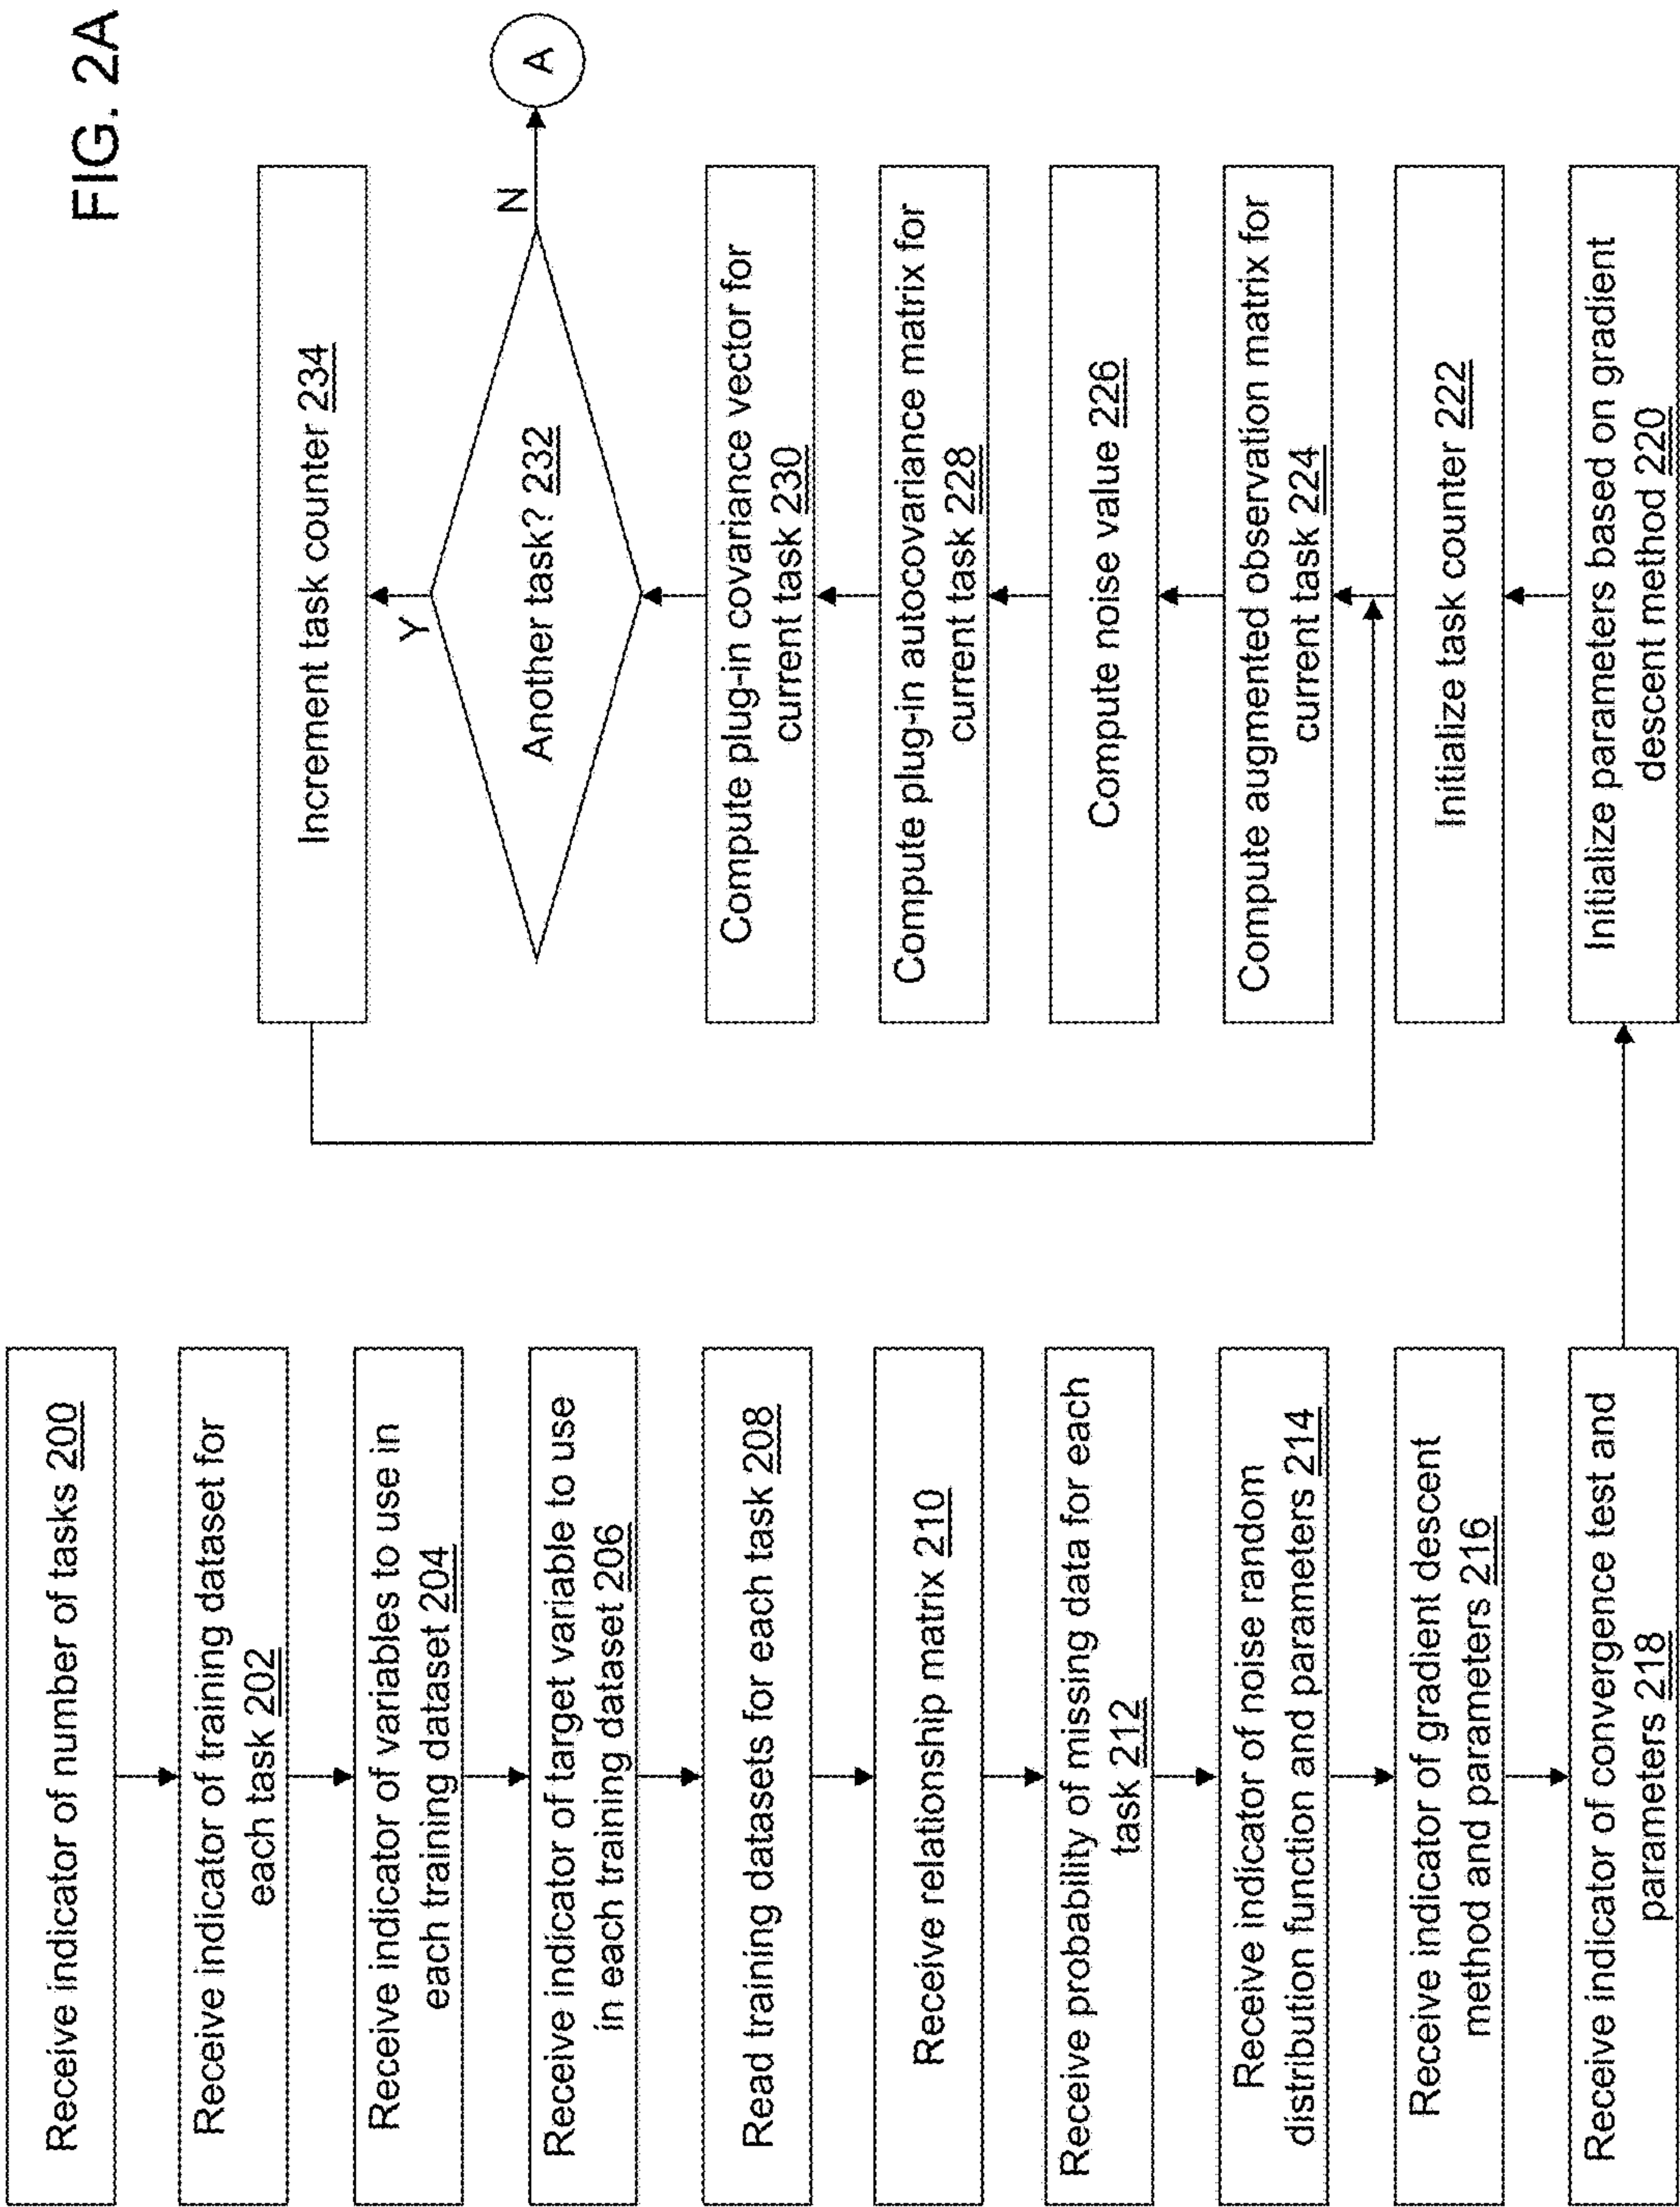 FIG. 2A
Receive indicator of number of tasks 200
Receive indicator of training dataset for
each task 202
Receive indicator of variables to use in
each training dataset 204
Receive indicator of target variable to use
in each training dataset 206
Read training datasets for each task 208
Receive relationship matrix 210
Receive probability of missing data for each
task 212
Receive indicator of noise random
distribution function and parameters 214
Receive indicator of gradient descent
method and parameters 216
Receive indicator of convergence test and
parameters 218
Initialize parameters based on gradient
descent method 220
Initialize task counter 222
Compute augmented observation matrix for
current task 224
Compute noise value 226
Compute plug-in autocovariance matrix for
current task 228
Compute plug-in covariance vector for
current task 230
Another task? 232
Y
N
A
Increment task counter 234